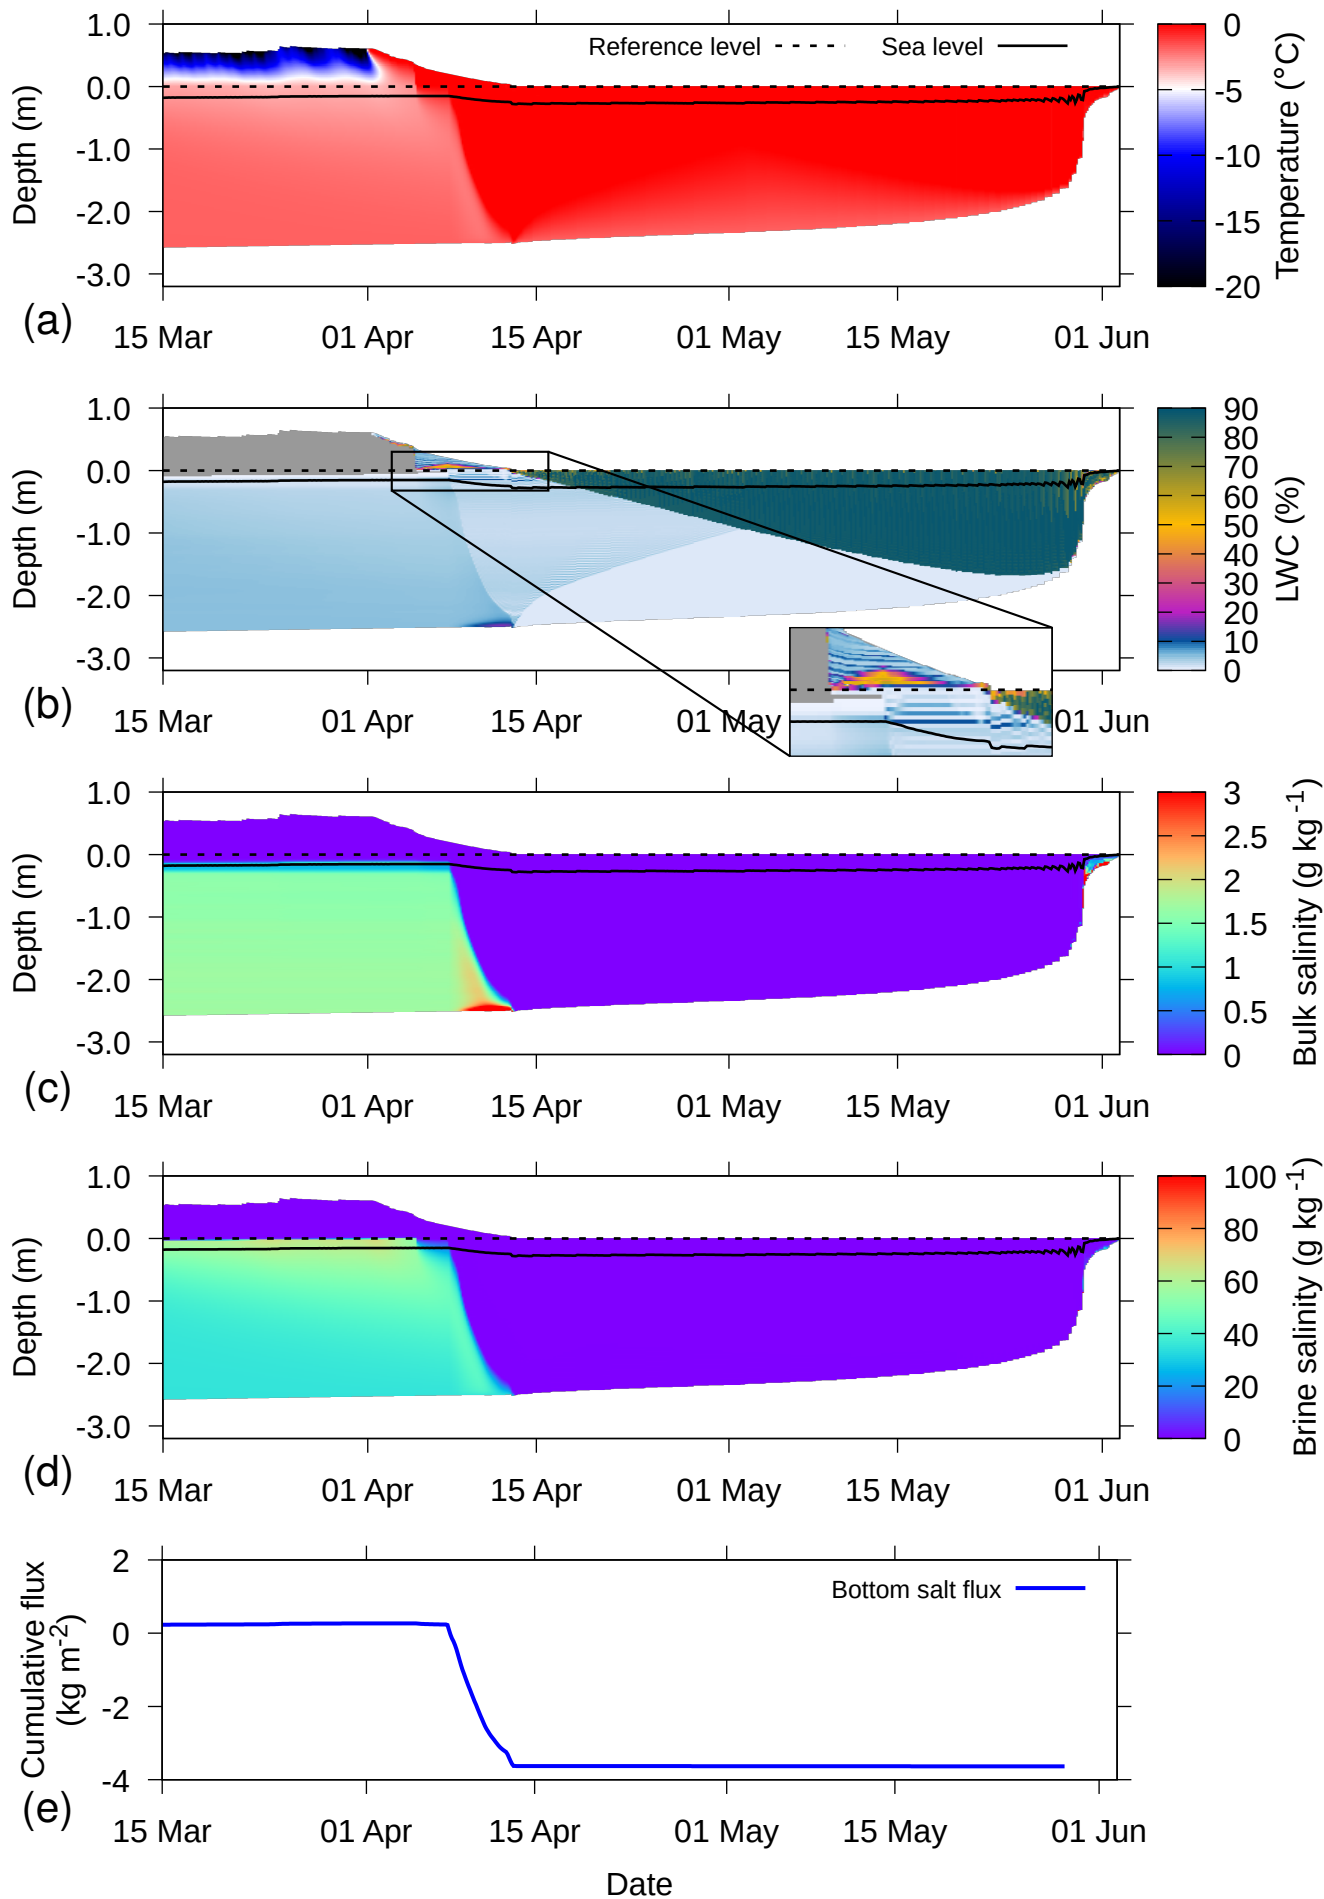 1.0
0.0
-1.0
-2.0
-3.0
Depth (m)
Reference level
Sea level
0
-5
-10
-15
-20
Temperature (°C)
(a)
15 Mar
01 Apr
15 Apr
01 May
15 May
01 Jun
1.0
0.0
-1.0
-2.0
-3.0
Depth (m)
90
80
70
60
50
40
30
20
10
0
LWC (%)
(b)
15 Mar
01 Apr
15 Apr
01 May
01 Jun
1.0
0.0
-1.0
-2.0
-3.0
Depth (m)
3
2.5
2
1.5
1
0.5
0
Bulk salinity (g kg⁻¹)
(c)
15 Mar
01 Apr
15 Apr
01 May
15 May
01 Jun
1.0
0.0
-1.0
-2.0
-3.0
Depth (m)
100
80
60
40
20
0
Brine salinity (g kg⁻¹)
(d)
15 Mar
01 Apr
15 Apr
01 May
15 May
01 Jun
2
0
-2
-4
Cumulative flux
(kg m⁻²)
Bottom salt flux
(e)
15 Mar
01 Apr
15 Apr
01 May
15 May
01 Jun
Date